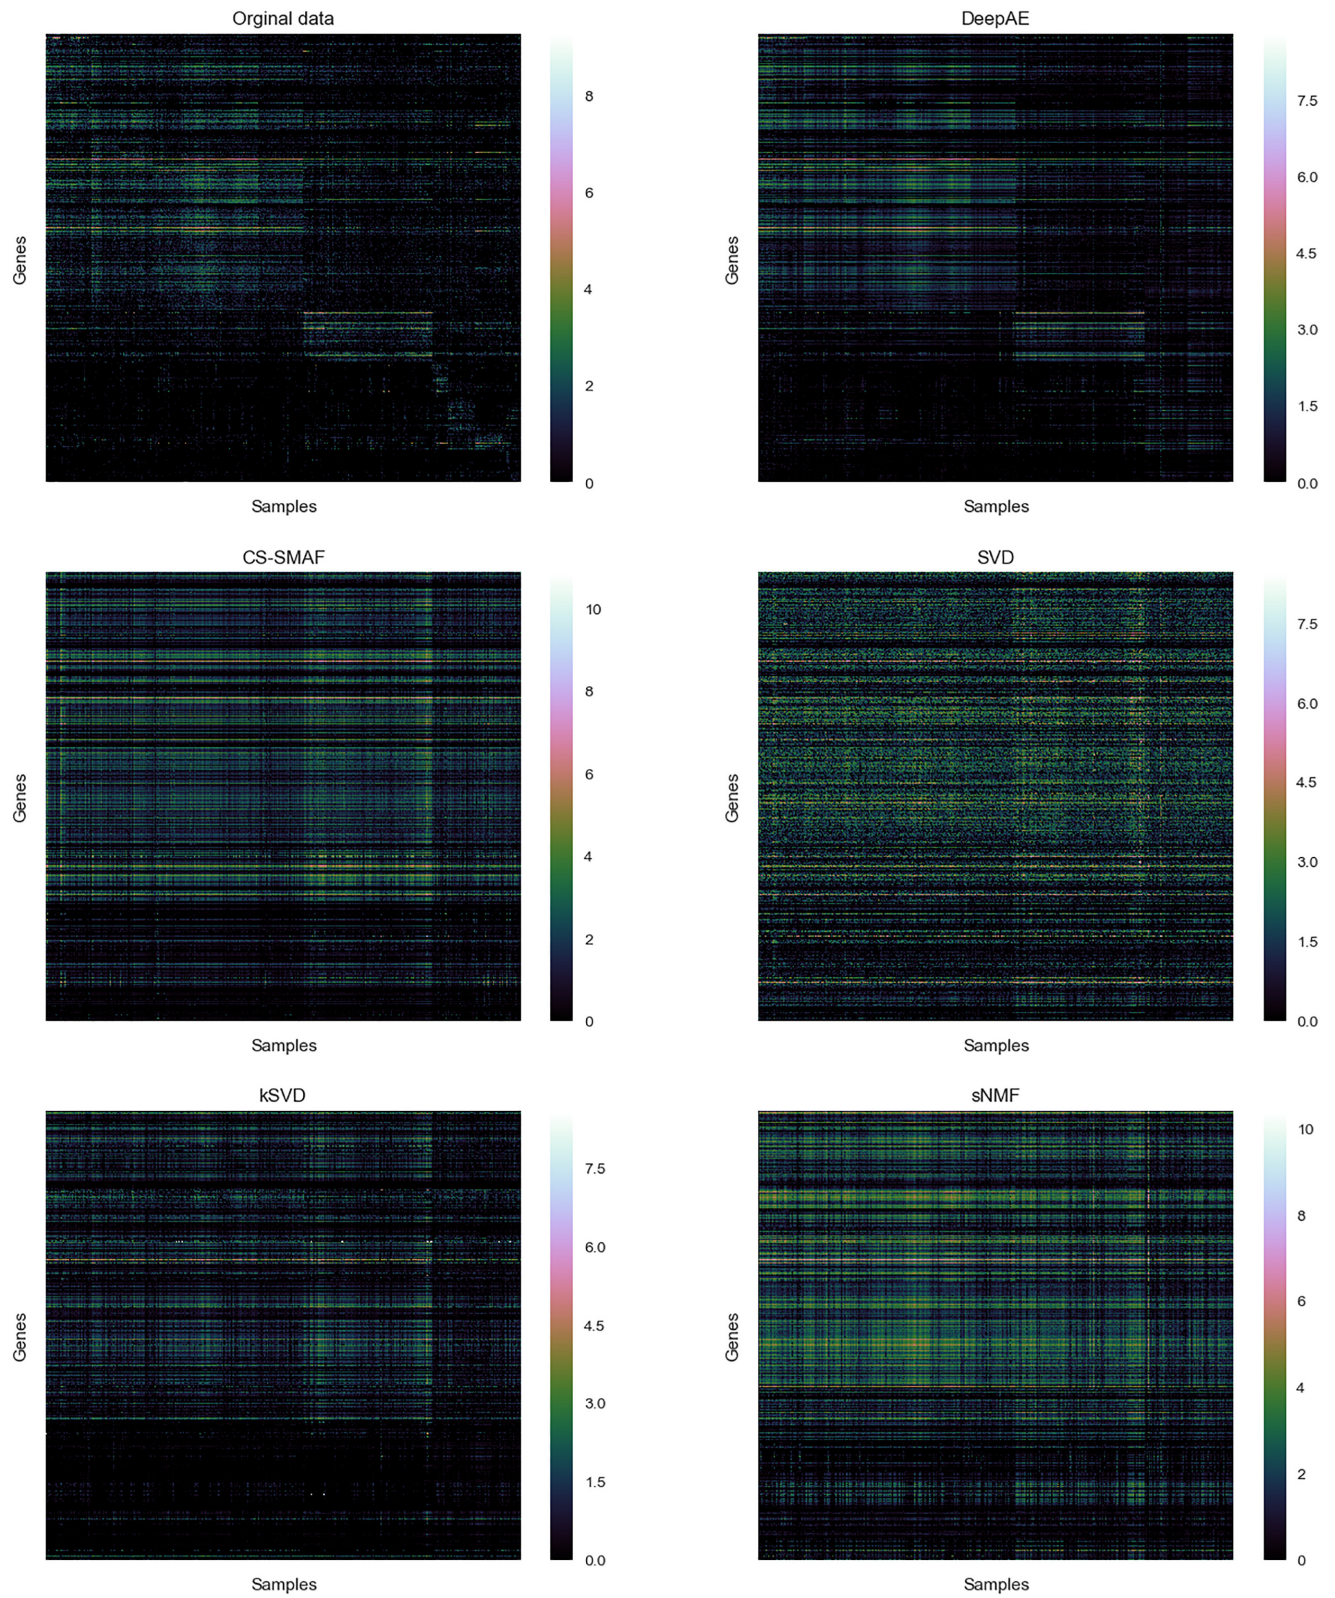 Orginal data
DeepAE
Genes
8
6
4
2
0
Genes
7.5
6.0
4.5
3.0
1.5
0.0
Samples
Samples
CS-SMAF
SVD
Genes
10
8
6
4
2
0
Genes
7.5
6.0
4.5
3.0
1.5
0.0
Samples
Samples
kSVD
sNMF
Genes
7.5
6.0
4.5
3.0
1.5
0.0
Genes
10
8
6
4
2
0
Samples
Samples